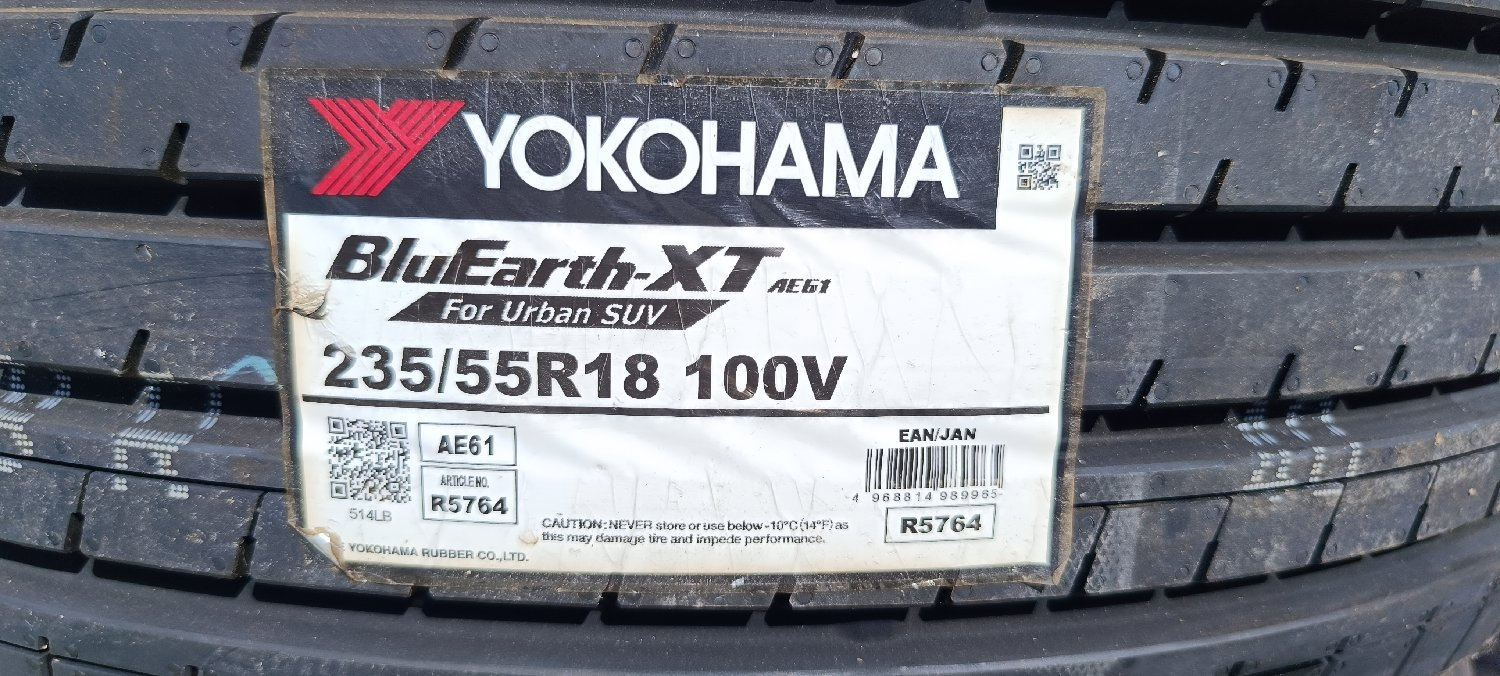 YOKOHAMA
BluEarth-XT AE61
For Urban SUV
235/55R18 100V
AE61
ARTICLE NO.
R5764
514LB
EAN/JAN
4 968814 989965
R5764
CAUTION: NEVER store or use below -10°C (14°F) as
this may damage tire and impede performance.
YOKOHAMA RUBBER CO.,LTD.